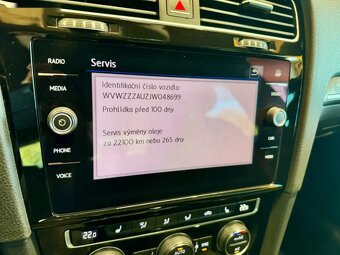 Servis
RADIO
MEDIA
PHONE
VOICE
Identifikační číslo vozidla
WVWZZZAUZJW048699
Prohlídka před 100 dny
Servis výměny oleje
za 22100 km nebo 265 dny
SOUND
CAR
MENU
22.0